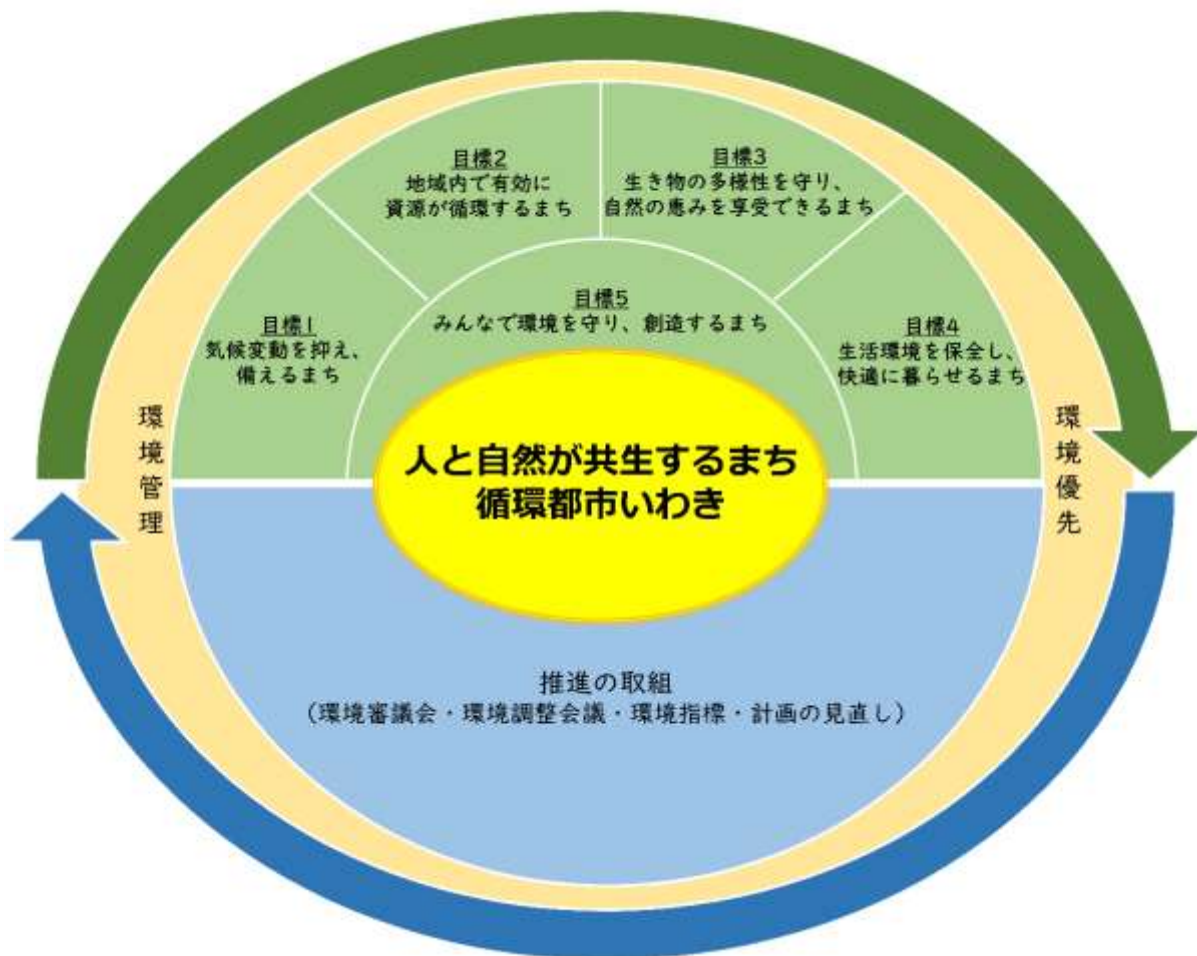 目標2
地域内で有効に
資源が循環するまち
目標3
生き物の多様性を守り、
自然の恵みを享受できるまち
目標1
気候変動を抑え、
備えるまち
目標5
みんなで環境を守り、創造するまち
目標4
生活環境を保全し、
快適に暮らせるまち
環境管理
人と自然が共生するまち
循環都市いわき
環境優先
推進の取組
（環境審議会・環境調整会議・環境指標・計画の見直し）